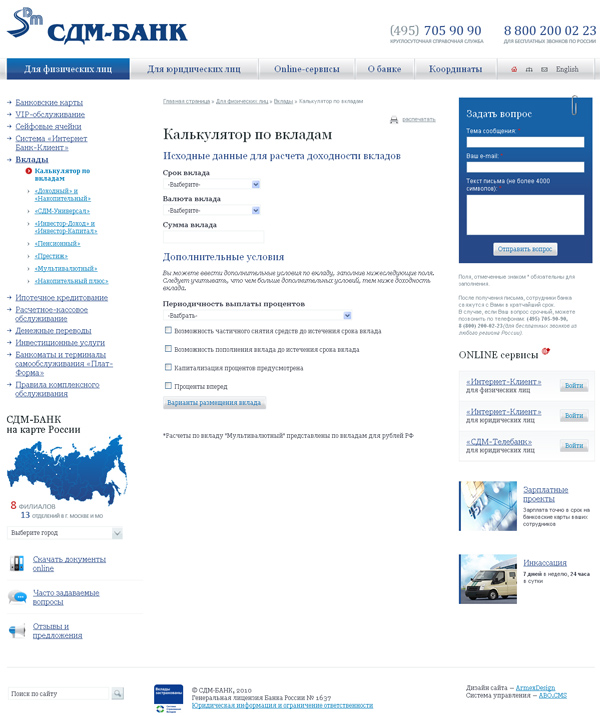 SDM
СДМ-БАНК
(495) 705 90 90
КРУГЛОСУТОЧНАЯ СПРАВОЧНАЯ СЛУЖБА
8 800 200 02 23
ДЛЯ БЕСПЛАТНЫХ ЗВОНКОВ ПО РОССИИ
Для физических лиц
Для юридических лиц
Online-сервисы
О банке
Координаты
English
Банковские карты
VIP-обслуживание
Сейфовые ячейки
Система «Интернет
Банк-Клиент»
Вклады
Калькулятор по
вкладам
«Доходный» и
«Накопительный»
«СДМ-Универсал»
«Инвестор-Доход» и
«Инвестор-Капитал»
«Пенсионный»
«Престиж»
«Мультивалютный»
«Накопительный плюс»
Ипотечное кредитование
Расчетно-кассовое
обслуживание
Денежные переводы
Инвестиционные услуги
Банкоматы и терминалы
самообслуживания «Плат-
Форма»
Правила комплексного
обслуживания
СДМ-БАНК
на карте России
8 ФИЛИАЛОВ
13 ОТДЕЛЕНИЙ В Г. МОСКВА И МО
Выберите город
Скачать документы
online
Часто задаваемые
вопросы
Отзывы и
предложения
Главная страница » Для физических лиц » Вклады » Калькулятор по вкладам
распечатать
Калькулятор по вкладам
Исходные данные для расчета доходности вкладов
Срок вклада
-Выберите-
Валюта вклада
-Выберите-
Сумма вклада
Дополнительные условия
Вы можете ввести дополнительные условия по вкладу, заполнив нижеследующие поля.
Следует учитывать, что чем больше дополнительных условий, тем ниже доходность
вклада.
Периодичность выплаты процентов
-Выбрать-
Возможность частичного снятия средств до истечения срока вклада
Возможность пополнения вклада до истечения срока вклада
Капитализация процентов предусмотрена
Проценты вперед
Варианты размещения вклада
*Расчеты по вкладу "Мультивалютный" представлены по вкладам для рублей РФ
Задать вопрос
Тема сообщения:
Ваш e-mail:
Текст письма (не более 4000
символов):
Отправить вопрос
Поля, отмеченные знаком * обязательны для
заполнения.
После получения письма, сотрудники банка
свяжутся с Вами в кратчайший срок.
В случае, если Ваш вопрос срочный, можете
позвонить по телефонам: (495) 705-90-90,
8 (800) 200-02-23 (для бесплатных звонков из
любого региона России).
ONLINE сервисы
«Интернет-Клиент»
для физических лиц
Войти
«Интернет-Клиент»
для юридических лиц
Войти
«СДМ-Телебанк»
для юридических лиц
Войти
Зарплатные
проекты
Зарплата точно в срок на
банковские карты ваших
сотрудников
Инкассация
7 дней в неделю, 24 часа
в сутки
Поиск по сайту
Вклады
застрахованы
© СДМ-БАНК, 2010
Генеральная лицензия Банка России № 1637
Юридическая информация и ограничение ответственности
Дизайн сайта — ArmexDesign
Система управления — ABO.CMS